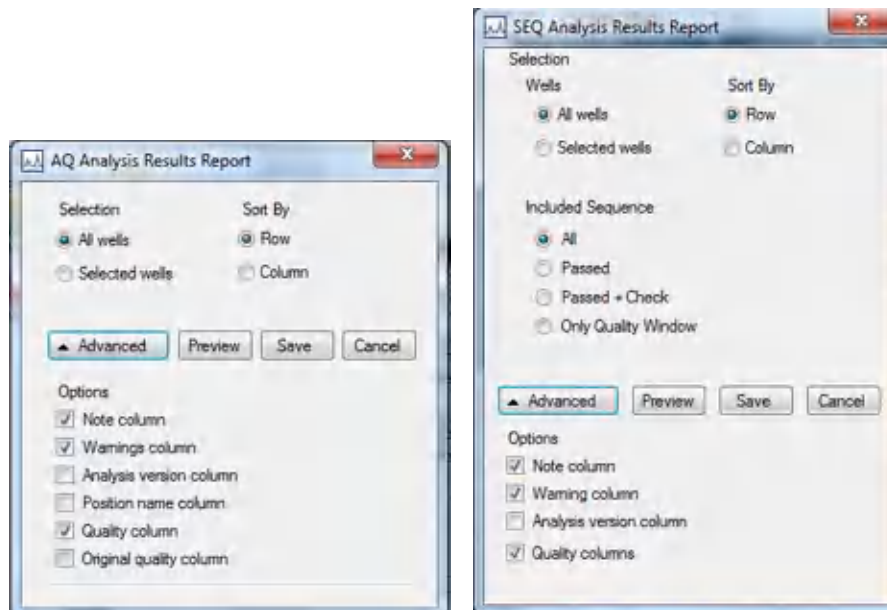 AQ Analysis Results Report
Selection Sort By
All wells Row
Selected wells Column
Advanced Preview Save Cancel
Options
Note column
Warnings column
Analysis version column
Position name column
Quality column
Original quality column
SEQ Analysis Results Report
Selection
Wells Sort By
All wells Row
Selected wells Column
Included Sequence
All
Passed
Passed + Check
Only Quality Window
Advanced Preview Save Cancel
Options
Note column
Warning column
Analysis version column
Quality columns